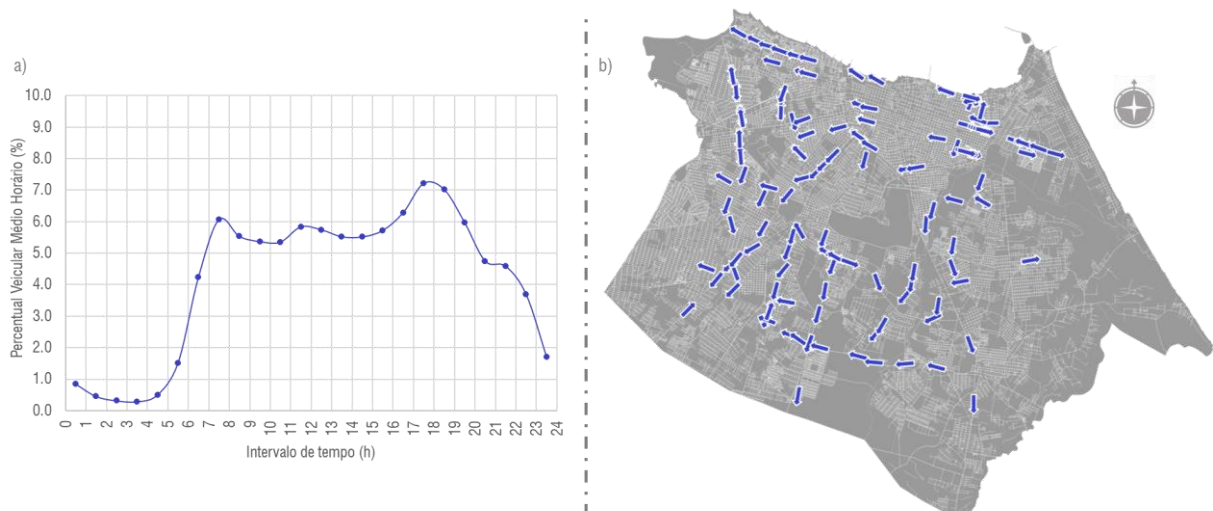 a)
10.0
9.0
8.0
7.0
6.0
5.0
4.0
3.0
2.0
1.0
0.0
Percentual Veicular Médio Horário (%)
0 1 2 3 4 5 6 7 8 9 10 11 12 13 14 15 16 17 18 19 20 21 22 23 24
Intervalo de tempo (h)
b)